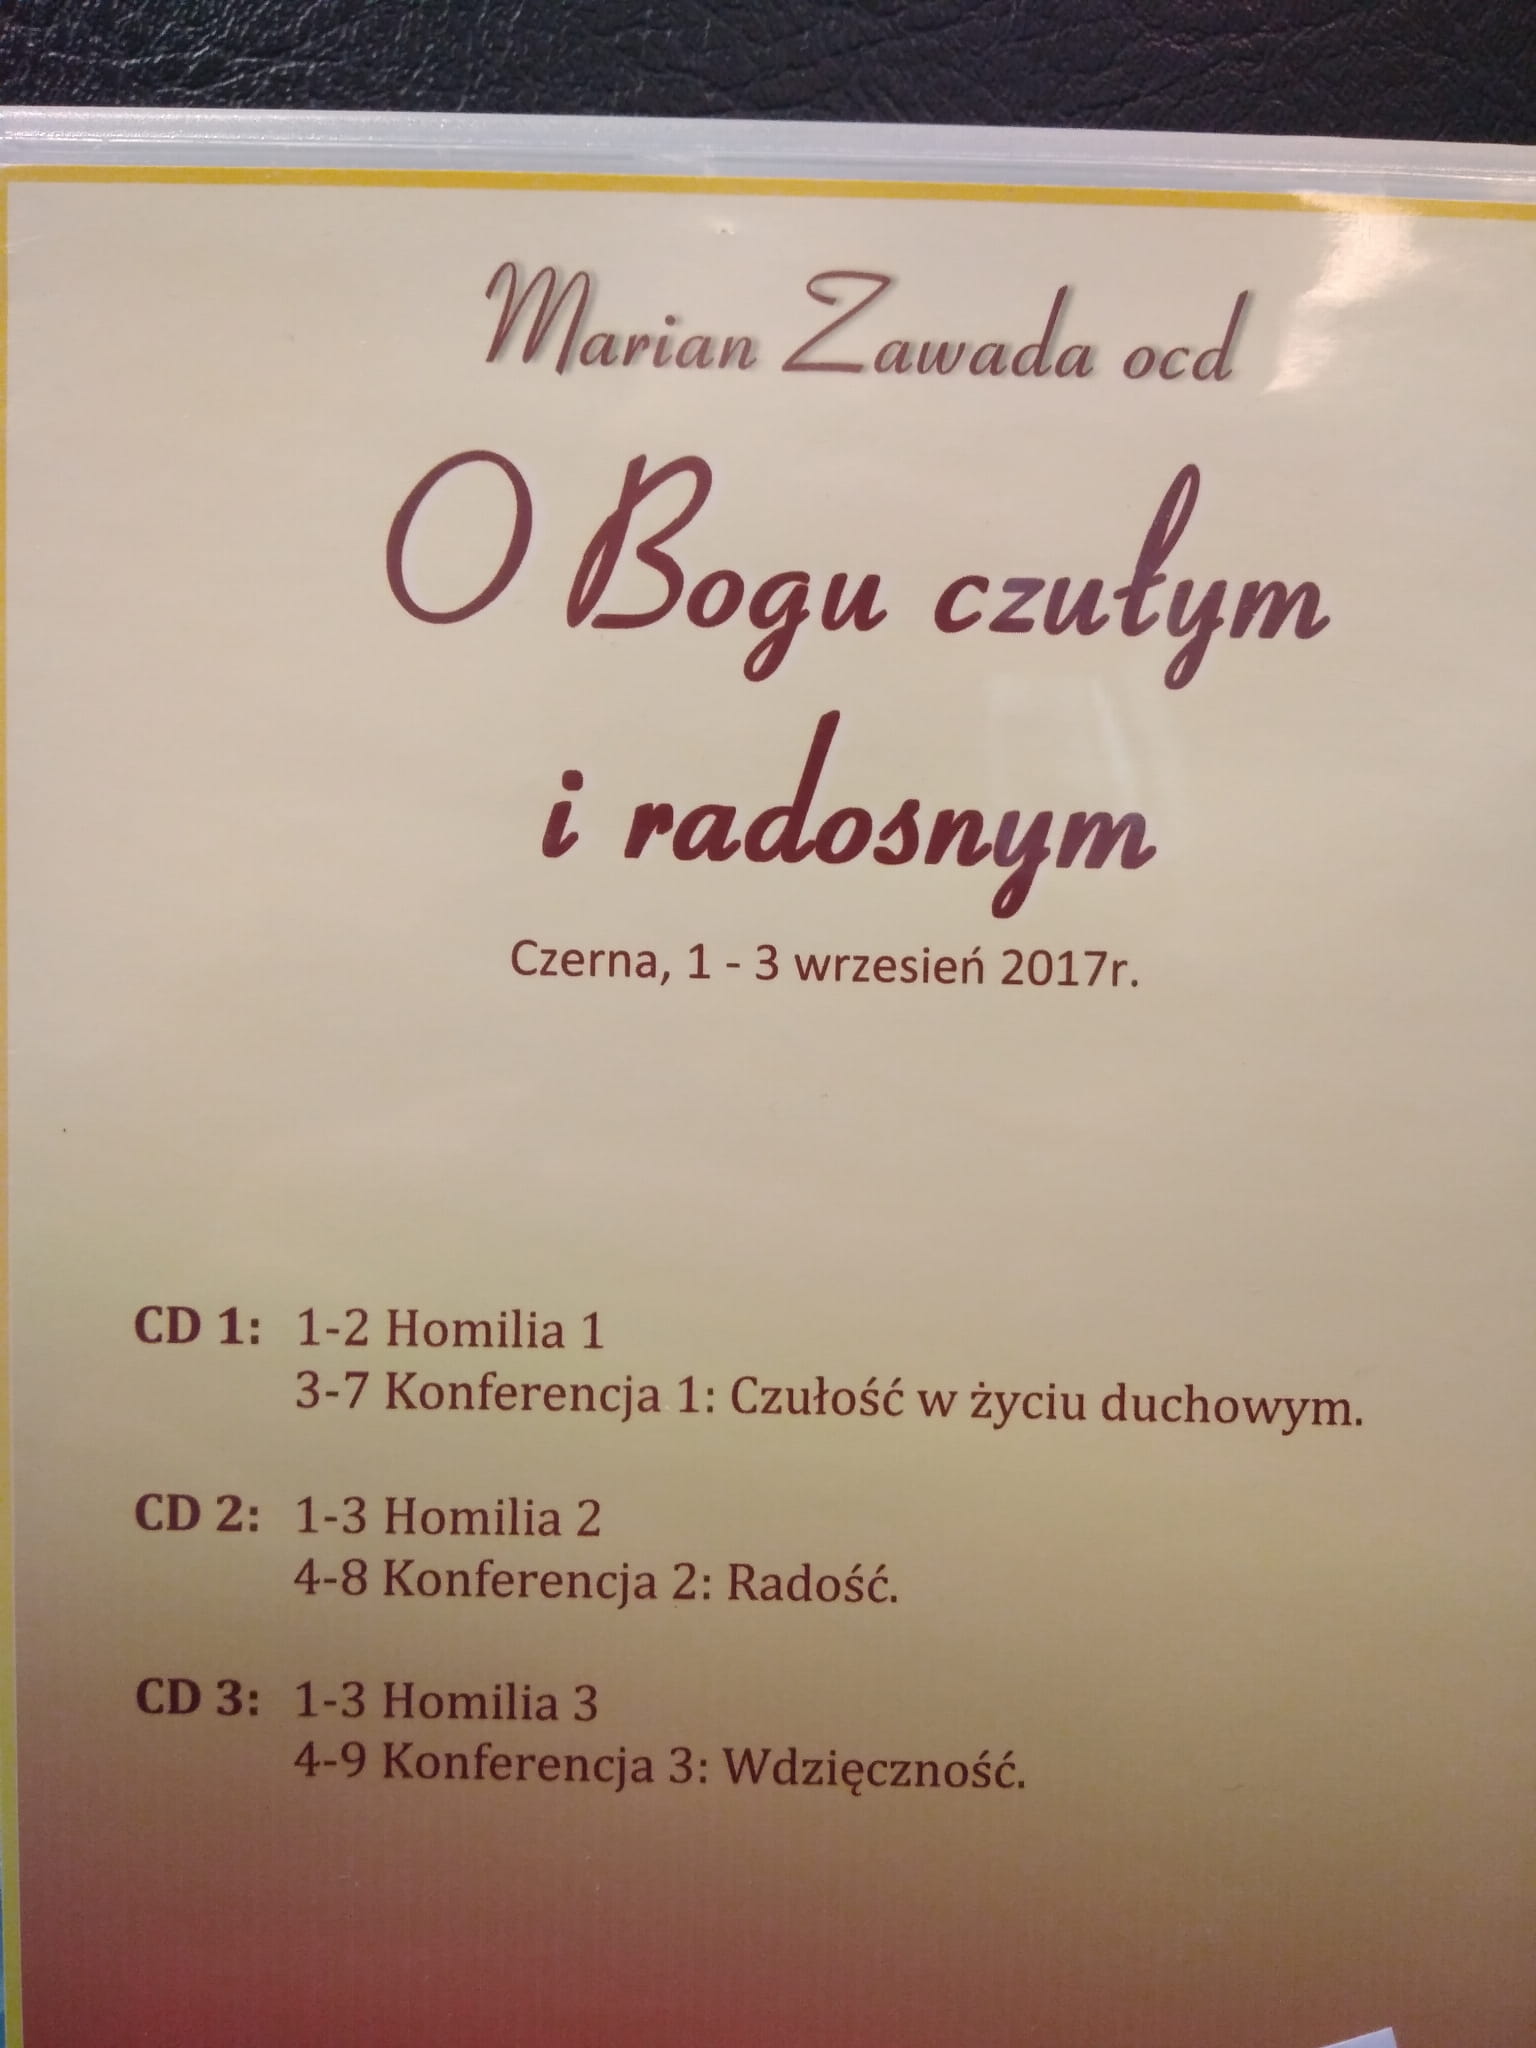 Marian Zawada ocd
O Bogu czułym
i radosnym
Czerna, 1 - 3 wrzesień 2017r.
CD 1: 1-2 Homilia 1
3-7 Konferencja 1: Czułość w życiu duchowym.
CD 2: 1-3 Homilia 2
4-8 Konferencja 2: Radość.
CD 3: 1-3 Homilia 3
4-9 Konferencja 3: Wdzięczność.